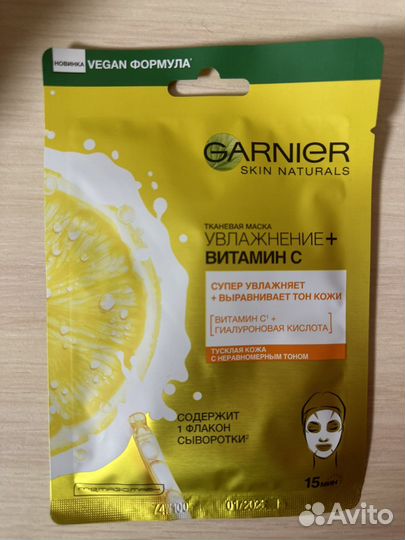 НОВИНКА
VEGAN ФОРМУЛА*
GARNIER
SKIN NATURALS
ТКАНЕВАЯ МАСКА
УВЛАЖНЕНИЕ+
ВИТАМИН С
СУПЕР УВЛАЖНЯЕТ
+ ВЫРАВНИВАЕТ ТОН КОЖИ
[ВИТАМИН С¹ +
ГИАЛУРОНОВАЯ КИСЛОТА]
ТУСКЛАЯ КОЖА
С НЕРАВНОМЕРНЫМ ТОНОМ
СОДЕРЖИТ
1 ФЛАКОН
СЫВОРОТКИ²
15 МИН
Avito